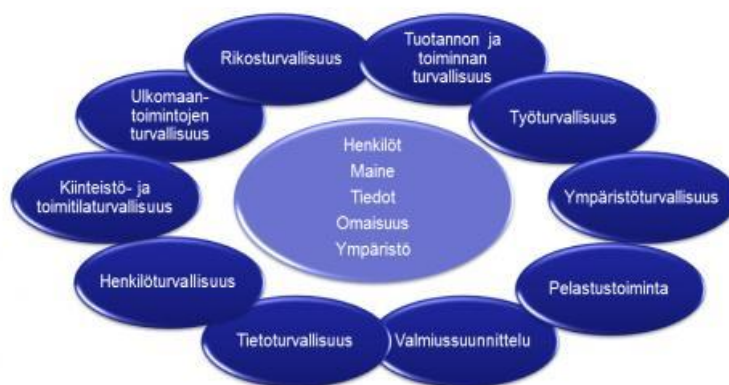 Rikosturvallisuus
Tuotannon ja
toiminnan
turvallisuus
Ulkomaan-
toimintojen
turvallisuus
Työturvallisuus
Henkilöt
Maine
Tiedot
Omaisuus
Ympäristö
Kiinteistö- ja
toimitilaturvallisuus
Ympäristöturvallisuus
Henkilöturvallisuus
Pelastustoiminta
Tietoturvallisuus
Valmiussuunnittelu